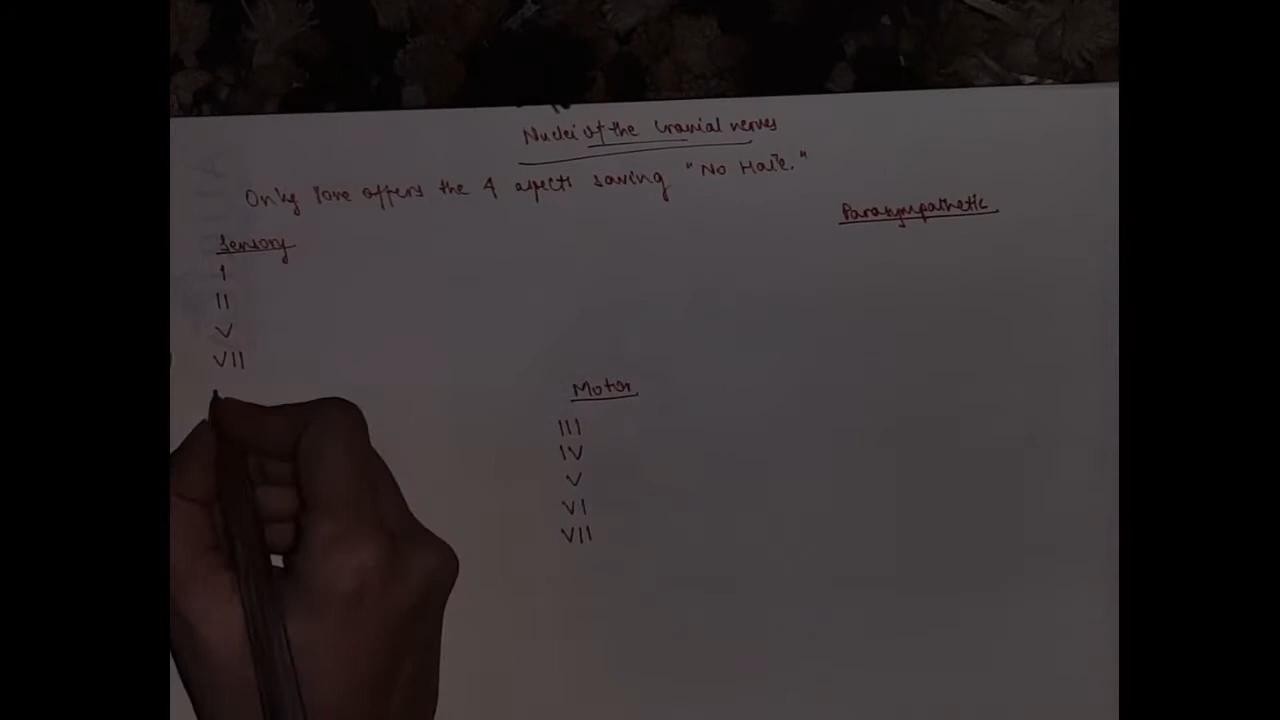 Nuclei of the Cranial nerves
Only love offers the 4 aspects saving "No Hate."
Parasympathetic
Sensory
I
II
V
VII
Motor
III
IV
V
VI
VII